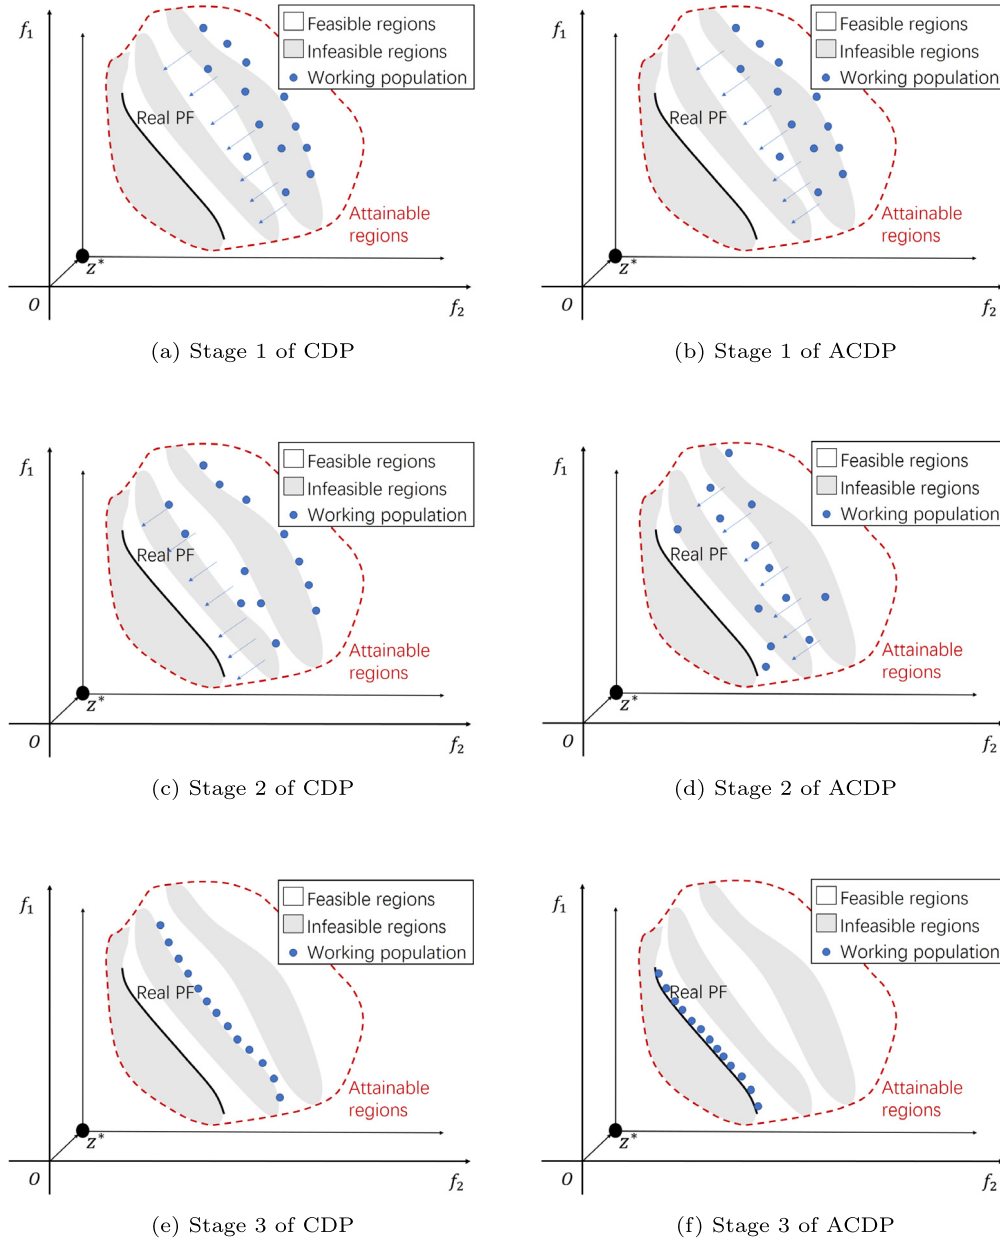 f₁
Feasible regions
Infeasible regions
Working population
Real PF
Attainable
regions
z*
0
f₂
(a) Stage 1 of CDP
Feasible regions
Infeasible regions
Working population
f₁
Real PF
Attainable
regions
z*
0
f₂
(b) Stage 1 of ACDP
f₁
Feasible regions
Infeasible regions
Working population
Real PF
Attainable
regions
z*
0
f₂
(c) Stage 2 of CDP
f₁
Feasible regions
Infeasible regions
Working population
Real PF
Attainable
regions
z*
0
f₂
(d) Stage 2 of ACDP
f₁
Feasible regions
Infeasible regions
Working population
Real PF
Attainable
regions
z*
0
f₂
(e) Stage 3 of CDP
f₁
Feasible regions
Infeasible regions
Working population
Real PF
Attainable
regions
z*
0
f₂
(f) Stage 3 of ACDP